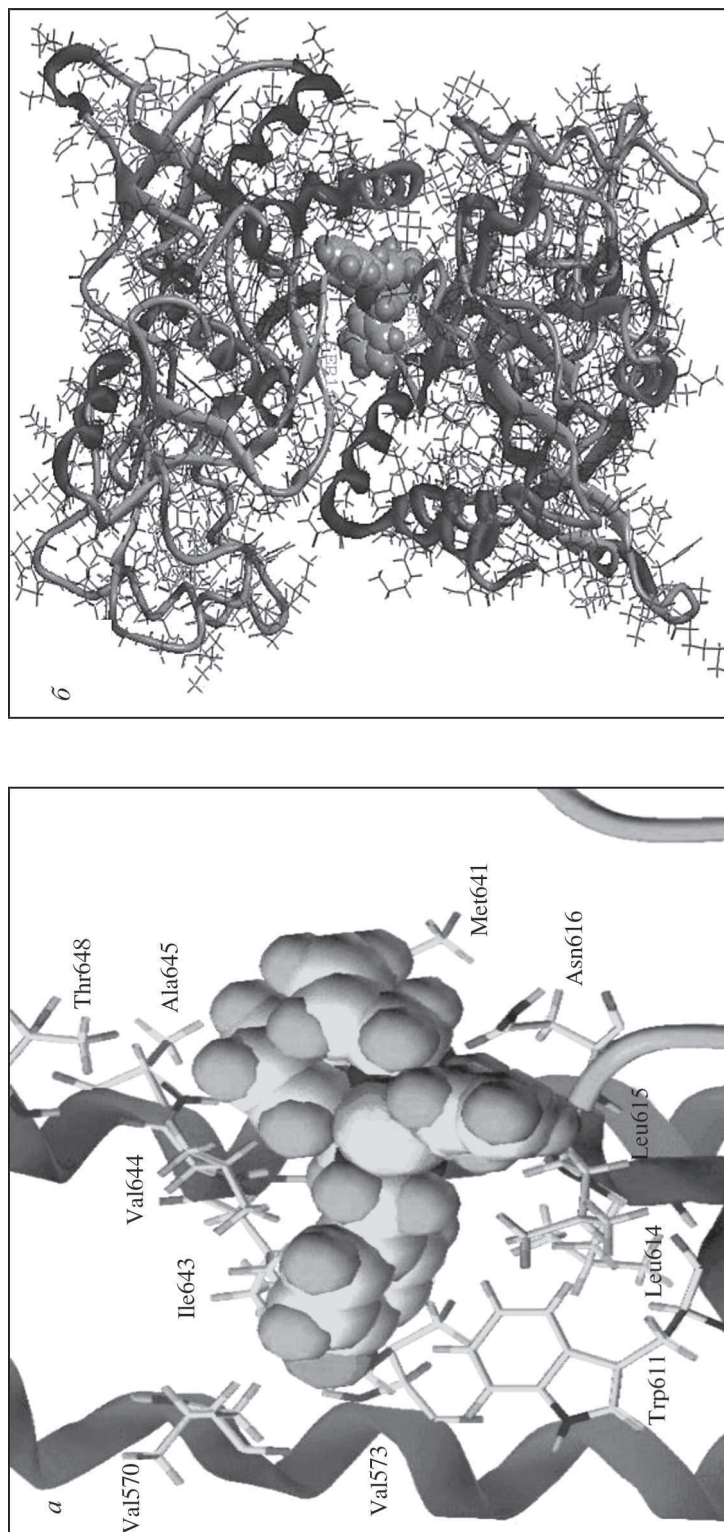 а
Val570
Val573
Ile643
Val644
Thr648
Ala645
Met641
Asn616
Leu615
Leu614
Trp611
б